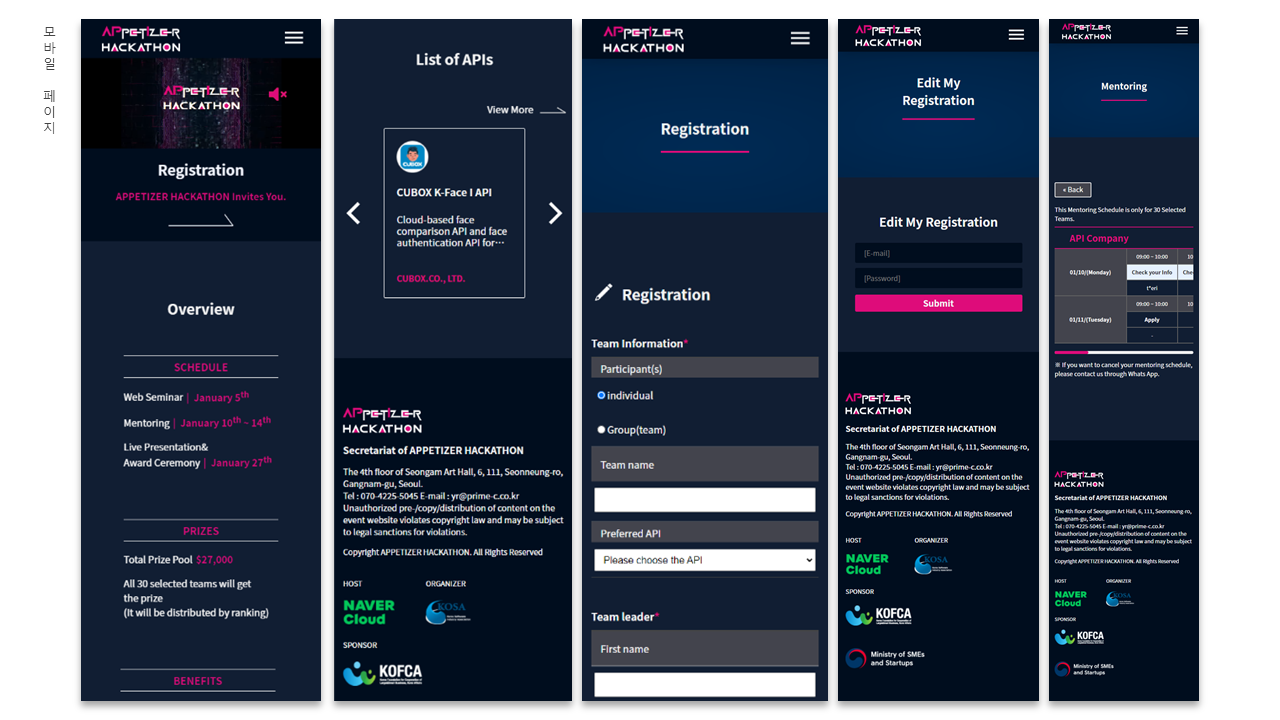 모바일 페이지
APPETIZER
HACKATHON
APPETIZER
HACKATHON
Registration
APPETIZER HACKATHON Invites You.
Overview
SCHEDULE
Web Seminar | January 5th
Mentoring | January 10th ~ 14th
Live Presentation&
Award Ceremony | January 27th
PRIZES
Total Prize Pool $27,000
All 30 selected teams will get
the prize
(It will be distributed by ranking)
BENEFITS
List of APIs
View More
CUBOX
CUBOX K-Face I API
Cloud-based face
comparison API and face
authentication API for···
CUBOX.CO., LTD.
APPETIZER
HACKATHON
Secretariat of APPETIZER HACKATHON
The 4th floor of Seongam Art Hall, 6, 111, Seonneung-ro,
Gangnam-gu, Seoul.
Tel : 070-4225-5045 E-mail : yr@prime-c.co.kr
Unauthorized pre-/copy/distribution of content on the
event website violates copyright law and may be subject
to legal sanctions for violations.
Copyright APPETIZER HACKATHON. All Rights Reserved
HOST
ORGANIZER
NAVER
Cloud
KOSA
SPONSOR
KOFCA
APPETIZER
HACKATHON
Registration
Registration
Team Information*
Participant(s)
individual
Group(team)
Team name
Preferred API
Please choose the API
Team leader*
First name
APPETIZER
HACKATHON
Edit My
Registration
Edit My Registration
[E-mail]
[Password]
Submit
APPETIZER
HACKATHON
Secretariat of APPETIZER HACKATHON
The 4th floor of Seongam Art Hall, 6, 111, Seonneung-ro,
Gangnam-gu, Seoul.
Tel : 070-4225-5045 E-mail : yr@prime-c.co.kr
Unauthorized pre-/copy/distribution of content on the
event website violates copyright law and may be subject
to legal sanctions for violations.
Copyright APPETIZER HACKATHON. All Rights Reserved
HOST
ORGANIZER
NAVER
Cloud
KOSA
SPONSOR
KOFCA
Ministry of SMEs
and Startups
APPETIZER
HACKATHON
Mentoring
« Back
This Mentoring Schedule is only for 30 Selected
Teams.
API Company
01/10/(Monday)
09:00 ~ 10:00 10
Check your Info Che
t*eri
01/11/(Tuesday)
09:00 ~ 10:00 10
Apply
-
※ If you want to cancel your mentoring schedule,
please contact us through Whats App.
APPETIZER
HACKATHON
Secretariat of APPETIZER HACKATHON
The 4th floor of Seongam Art Hall, 6, 111, Seonneung-ro,
Gangnam-gu, Seoul.
Tel : 070-4225-5045 E-mail : yr@prime-c.co.kr
Unauthorized pre-/copy/distribution of content on the
event website violates copyright law and may be subject
to legal sanctions for violations.
Copyright APPETIZER HACKATHON. All Rights Reserved
HOST
ORGANIZER
NAVER
Cloud
KOSA
SPONSOR
KOFCA
Ministry of SMEs
and Startups